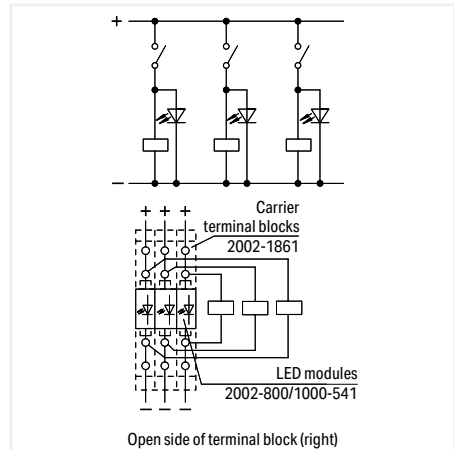 +
−
+ + +
Carrier
terminal blocks
2002-1861
LED modules
2002-800/1000-541
− − −
Open side of terminal block (right)